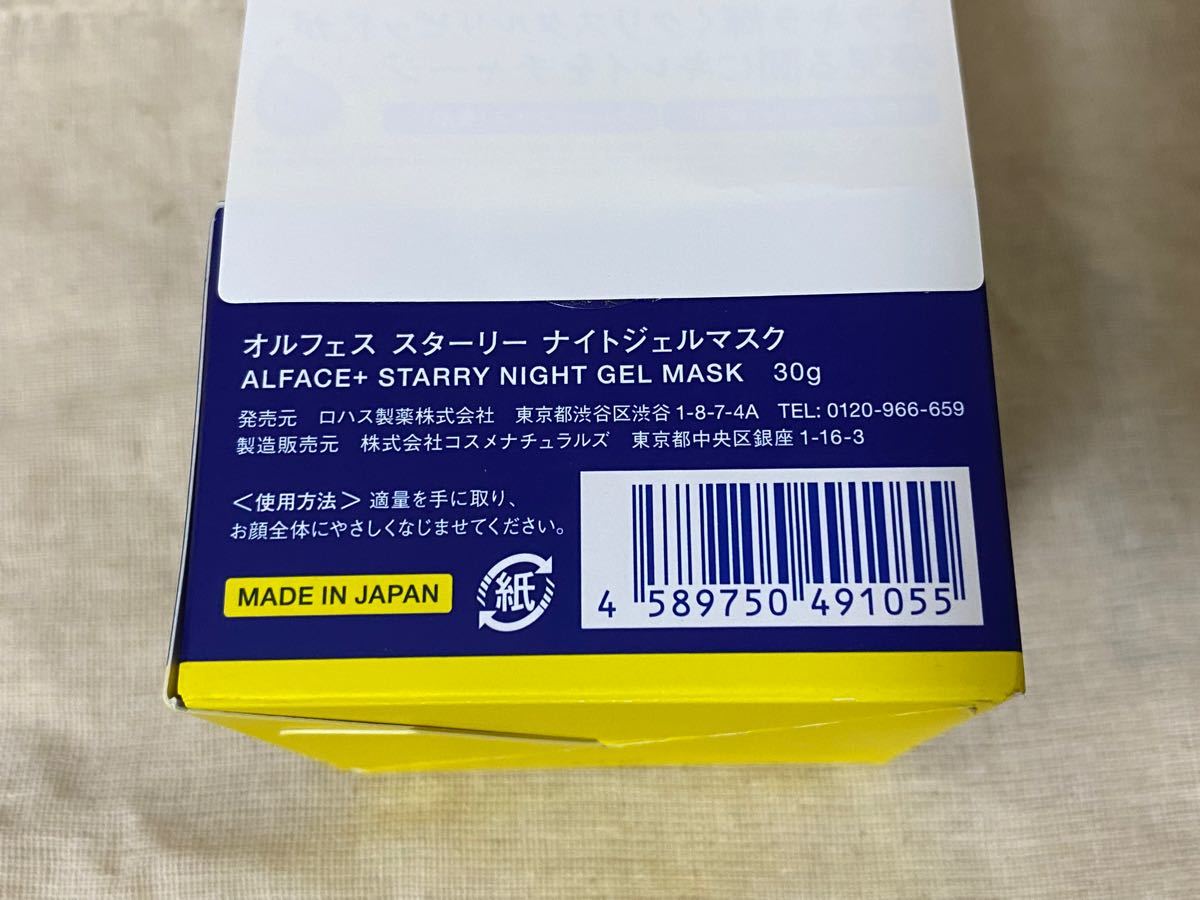 オルフェス スターリー ナイトジェルマスク
ALFACE+ STARRY NIGHT GEL MASK 30g
発売元 ロハス製薬株式会社 東京都渋谷区渋谷1-8-7-4A TEL: 0120-966-659
製造販売元 株式会社コスメナチュラルズ 東京都中央区銀座1-16-3
＜使用方法＞適量を手に取り、
お顔全体にやさしくなじませてください。
MADE IN JAPAN
紙
4 589750 491055